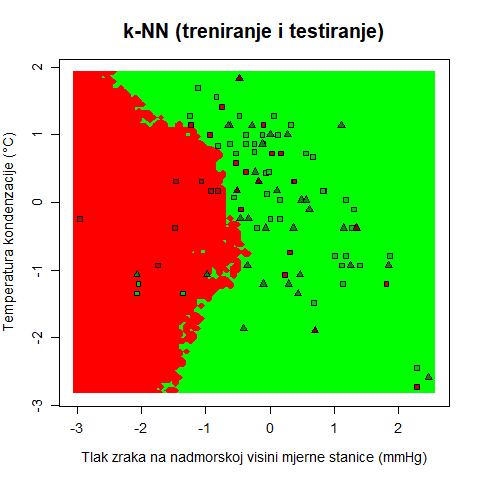 k-NN (treniranje i testiranje)
Temperatura kondenzacije (°C)
2
1
0
-1
-2
-3
-3 -2 -1 0 1 2
Tlak zraka na nadmorskoj visini mjerne stanice (mmHg)